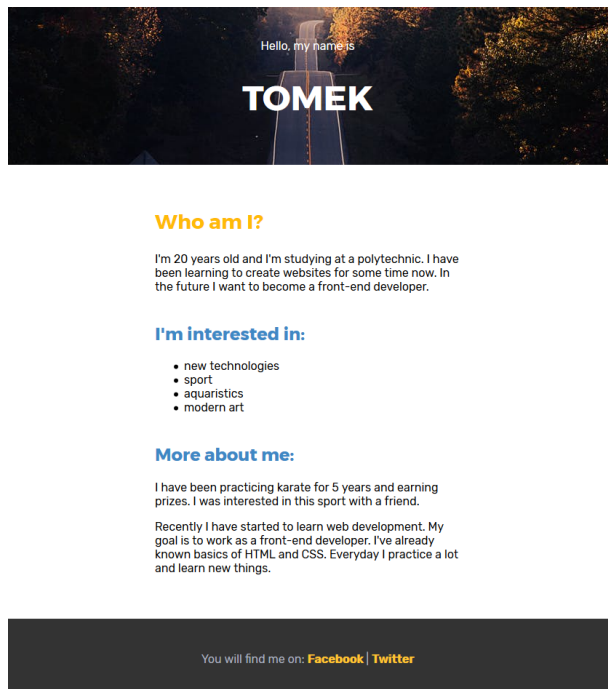 Hello, my name is
TOMEK
Who am I?
I'm 20 years old and I'm studying at a polytechnic. I have
been learning to create websites for some time now. In
the future I want to become a front-end developer.
I'm interested in:
new technologies
sport
aquaristics
modern art
More about me:
I have been practicing karate for 5 years and earning
prizes. I was interested in this sport with a friend.
Recently I have started to learn web development. My
goal is to work as a front-end developer. I've already
known basics of HTML and CSS. Everyday I practice a lot
and learn new things.
You will find me on: Facebook | Twitter